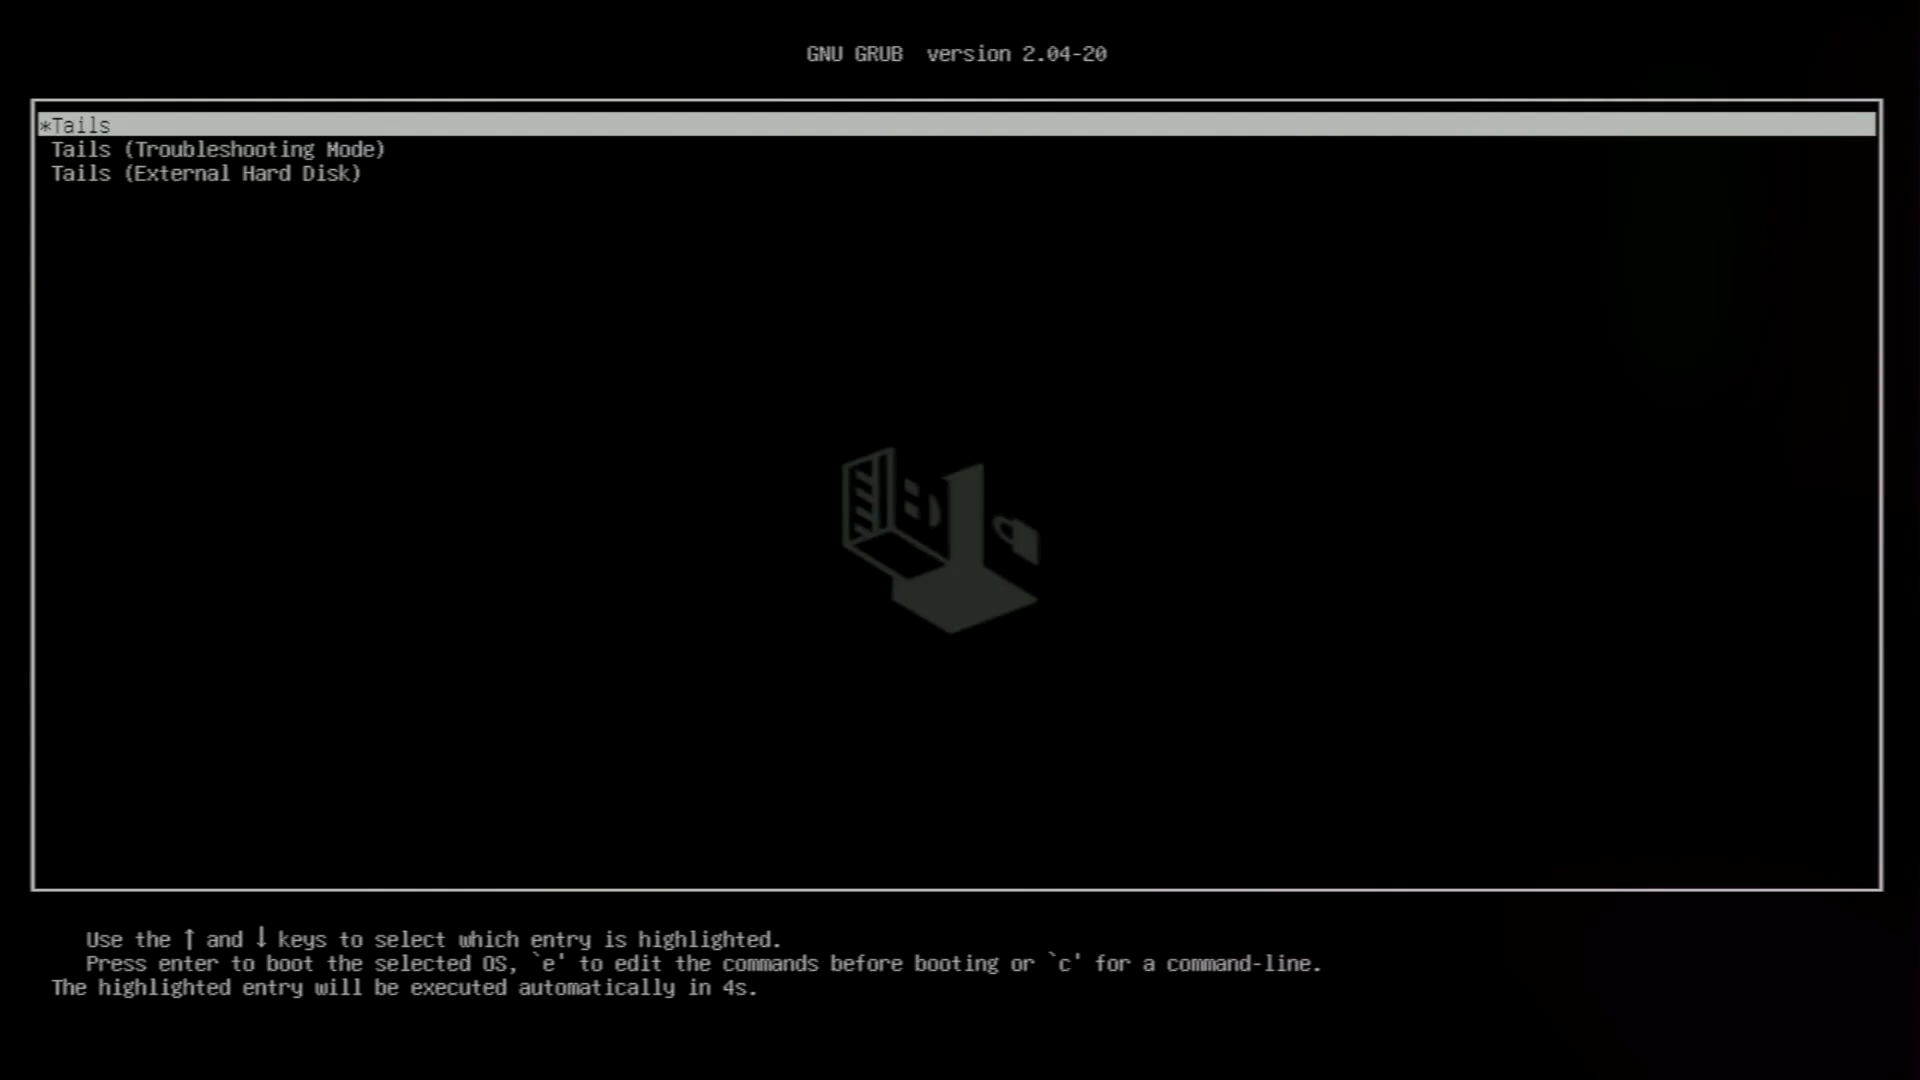 GNU GRUB  version 2.04-20
*Tails
Tails (Troubleshooting Mode)
Tails (External Hard Disk)
Use the ↑ and ↓ keys to select which entry is highlighted.
Press enter to boot the selected OS, `e' to edit the commands before booting or `c' for a command-line.
The highlighted entry will be executed automatically in 4s.